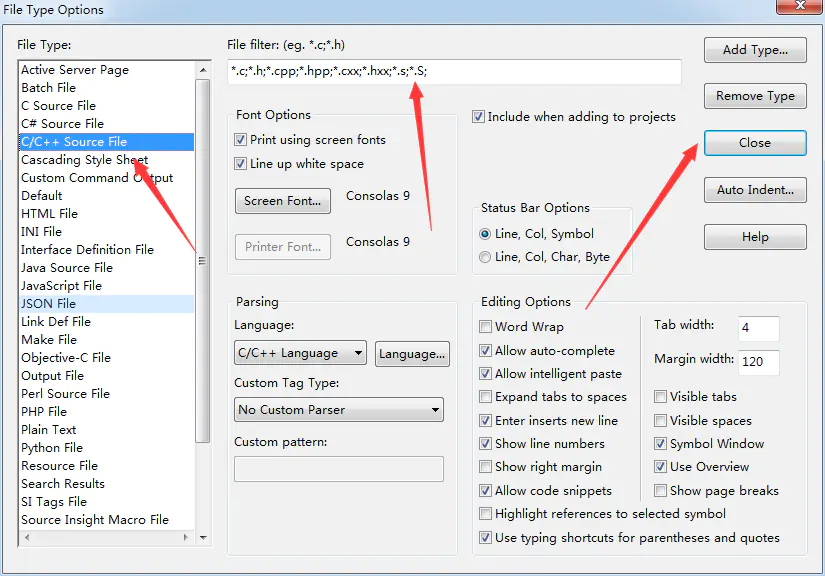 File Type Options
File Type:
Active Server Page
Batch File
C Source File
C# Source File
C/C++ Source File
Cascading Style Sheet
Custom Command Output
Default
HTML File
INI File
Interface Definition File
Java Source File
JavaScript File
JSON File
Link Def File
Make File
Objective-C File
Output File
Perl Source File
PHP File
Plain Text
Python File
Resource File
Search Results
SI Tags File
Source Insight Macro File
File filter: (eg. *.c;*.h)
*.c;*.h;*.cpp;*.hpp;*.cxx;*.hxx;*.s;*.S;
Font Options
Print using screen fonts
Line up white space
Screen Font...
Consolas 9
Printer Font...
Consolas 9
Include when adding to projects
Status Bar Options
Line, Col, Symbol
Line, Col, Char, Byte
Parsing
Language:
C/C++ Language
Language...
Custom Tag Type:
No Custom Parser
Custom pattern:
Editing Options
Word Wrap
Allow auto-complete
Allow intelligent paste
Expand tabs to spaces
Enter inserts new line
Show line numbers
Show right margin
Allow code snippets
Highlight references to selected symbol
Use typing shortcuts for parentheses and quotes
Tab width:
4
Margin width:
120
Visible tabs
Visible spaces
Symbol Window
Use Overview
Show page breaks
Add Type...
Remove Type
Close
Auto Indent...
Help